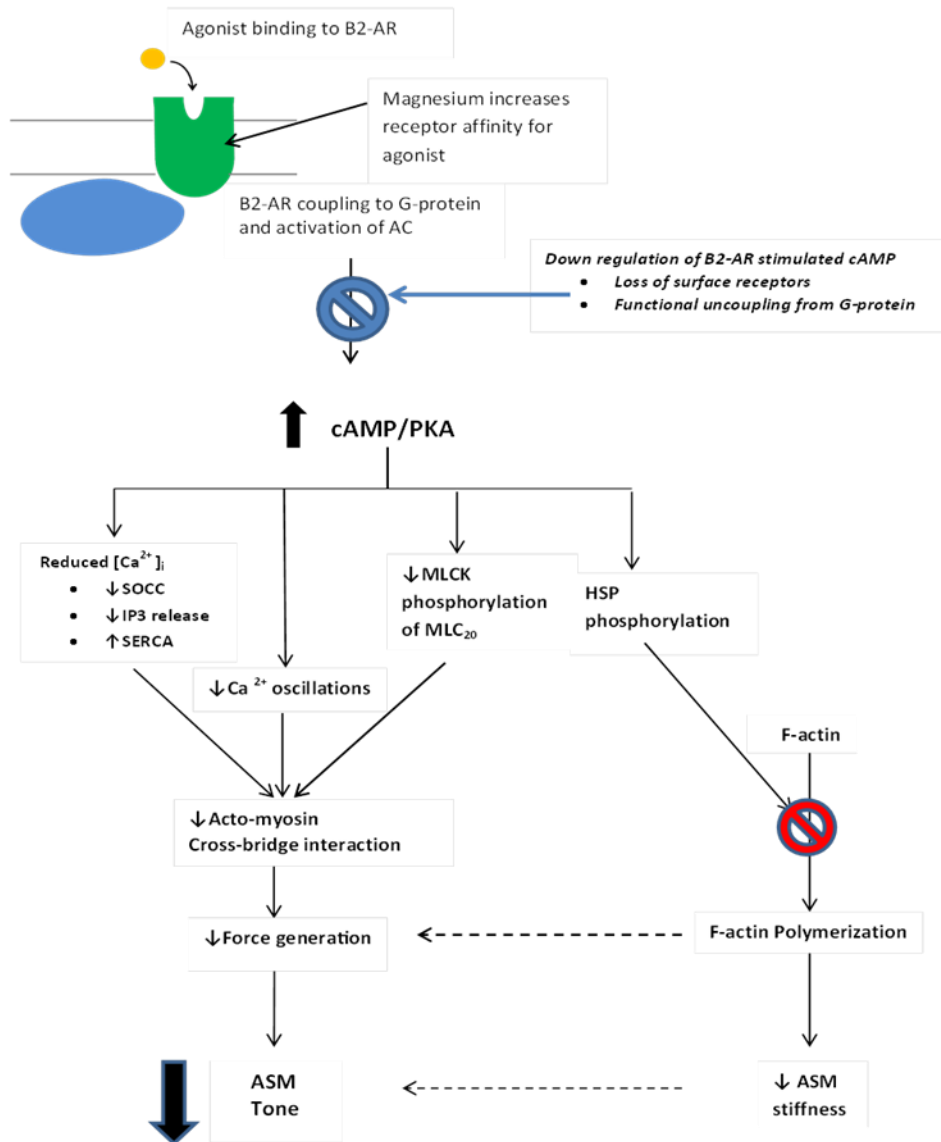 Agonist binding to B2-AR
Magnesium increases
receptor affinity for
agonist
B2-AR coupling to G-protein
and activation of AC
Down regulation of B2-AR stimulated cAMP
• Loss of surface receptors
• Functional uncoupling from G-protein
cAMP/PKA
Reduced [Ca²⁺]ᵢ
• ↓SOCC
• ↓IP3 release
• ↑SERCA
↓Ca ²⁺ oscillations
↓MLCK
phosphorylation
of MLC₂₀
HSP
phosphorylation
F-actin
↓Acto-myosin
Cross-bridge interaction
↓Force generation
F-actin Polymerization
ASM
Tone
↓ ASM
stiffness